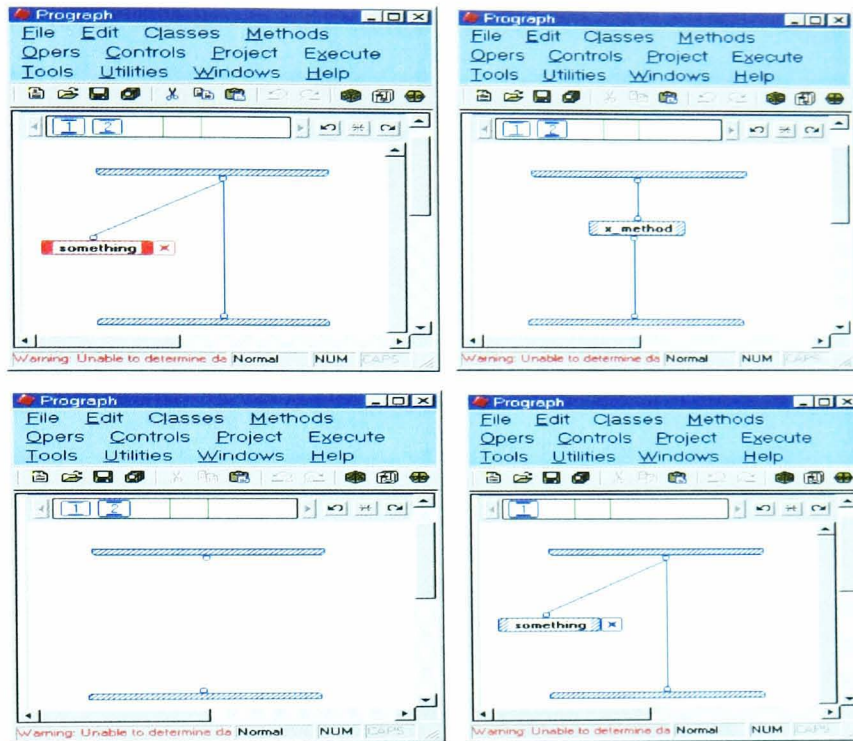 Prograph
File Edit Classes Methods
Opers Controls Project Execute
Tools Utilities Windows Help
1 2
something
Warning: Unable to determine da Normal NUM CAPS
Prograph
File Edit Classes Methods
Opers Controls Project Execute
Tools Utilities Windows Help
1 2
x_method
Warning: Unable to determine da Normal NUM CAPS
Prograph
File Edit Classes Methods
Opers Controls Project Execute
Tools Utilities Windows Help
1 2
Warning: Unable to determine da Normal NUM CAPS
Prograph
File Edit Classes Methods
Opers Controls Project Execute
Tools Utilities Windows Help
1
something
Warning: Unable to determine da Normal NUM CAPS